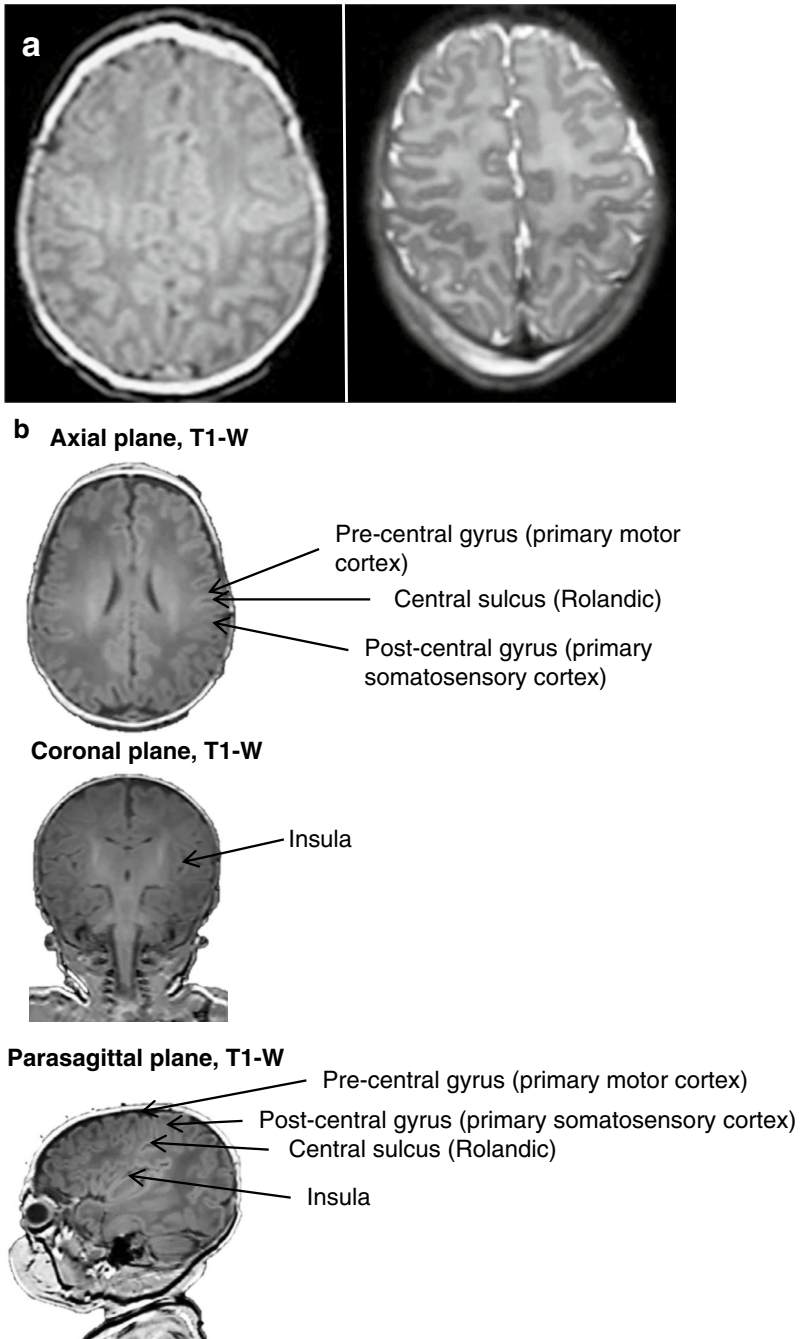 a
b
Axial plane, T1-W
Pre-central gyrus (primary motor
cortex)
Central sulcus (Rolandic)
Post-central gyrus (primary
somatosensory cortex)
Coronal plane, T1-W
Insula
Parasagittal plane, T1-W
Pre-central gyrus (primary motor cortex)
Post-central gyrus (primary somatosensory cortex)
Central sulcus (Rolandic)
Insula